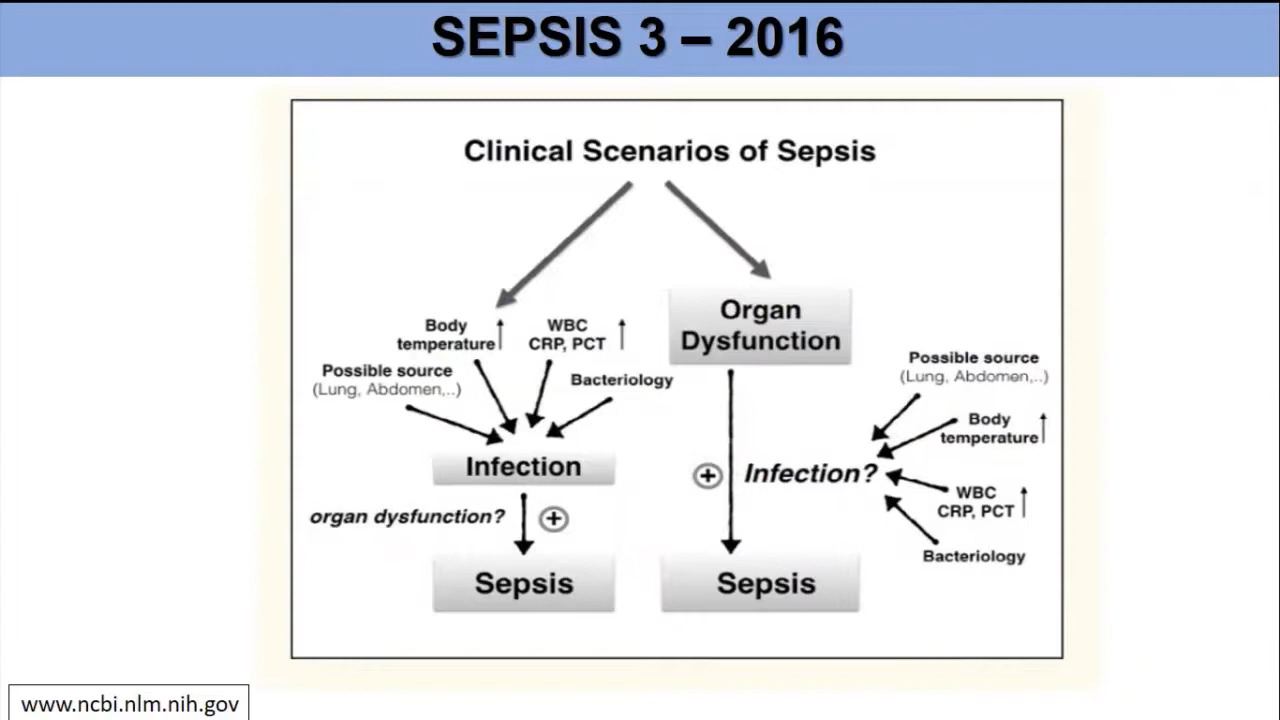 SEPSIS 3 – 2016
Clinical Scenarios of Sepsis
Body
temperature
WBC
CRP, PCT
Possible source
(Lung, Abdomen,..)
Bacteriology
Infection
organ dysfunction?
+
Sepsis
Organ
Dysfunction
+
Infection?
Possible source
(Lung, Abdomen,..)
Body
temperature
WBC
CRP, PCT
Bacteriology
Sepsis
www.ncbi.nlm.nih.gov